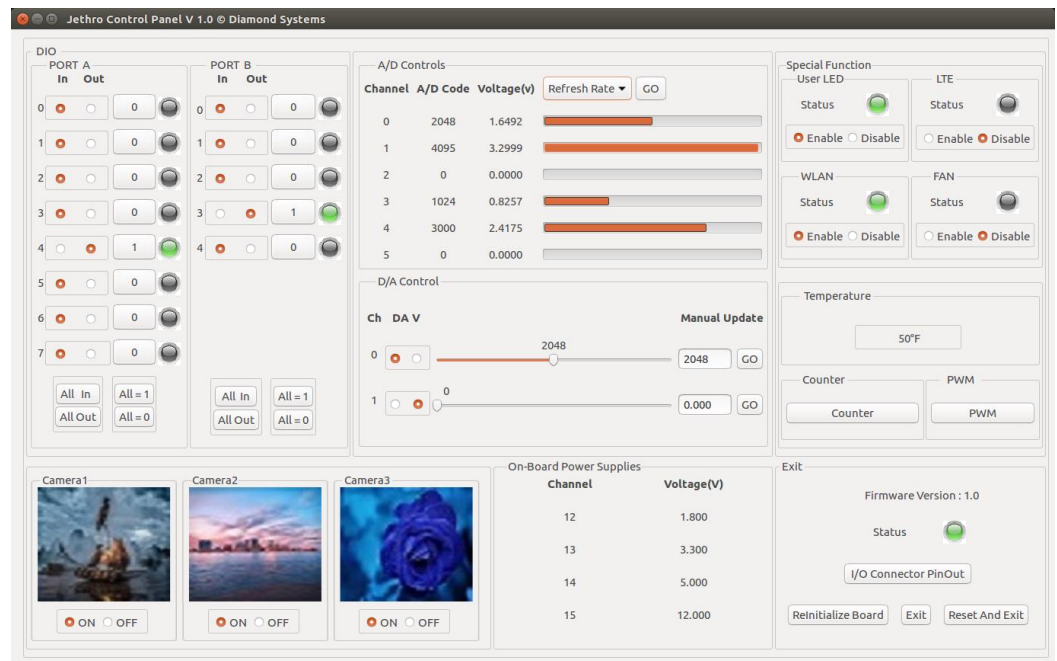 Jethro Control Panel V 1.0 © Diamond Systems
DIO
PORT A
In Out
0 0
1 0
2 0
3 0
4 1
5 0
6 0
7 0
All In All = 1
All Out All = 0
PORT B
In Out
0 0
1 0
2 0
3 1
4 0
All In All = 1
All Out All = 0
A/D Controls
Channel A/D Code Voltage(v) Refresh Rate GO
0 2048 1.6492
1 4095 3.2999
2 0 0.0000
3 1024 0.8257
4 3000 2.4175
5 0 0.0000
D/A Control
Ch DA V Manual Update
0 2048 2048 GO
1 0 0.000 GO
Special Function
User LED
Status
Enable Disable
LTE
Status
Enable Disable
WLAN
Status
Enable Disable
FAN
Status
Enable Disable
Temperature
50°F
Counter
Counter
PWM
PWM
Camera1
ON OFF
Camera2
ON OFF
Camera3
ON OFF
On-Board Power Supplies
Channel Voltage(V)
12 1.800
13 3.300
14 5.000
15 12.000
Exit
Firmware Version : 1.0
Status
I/O Connector PinOut
ReInitialize Board Exit Reset And Exit